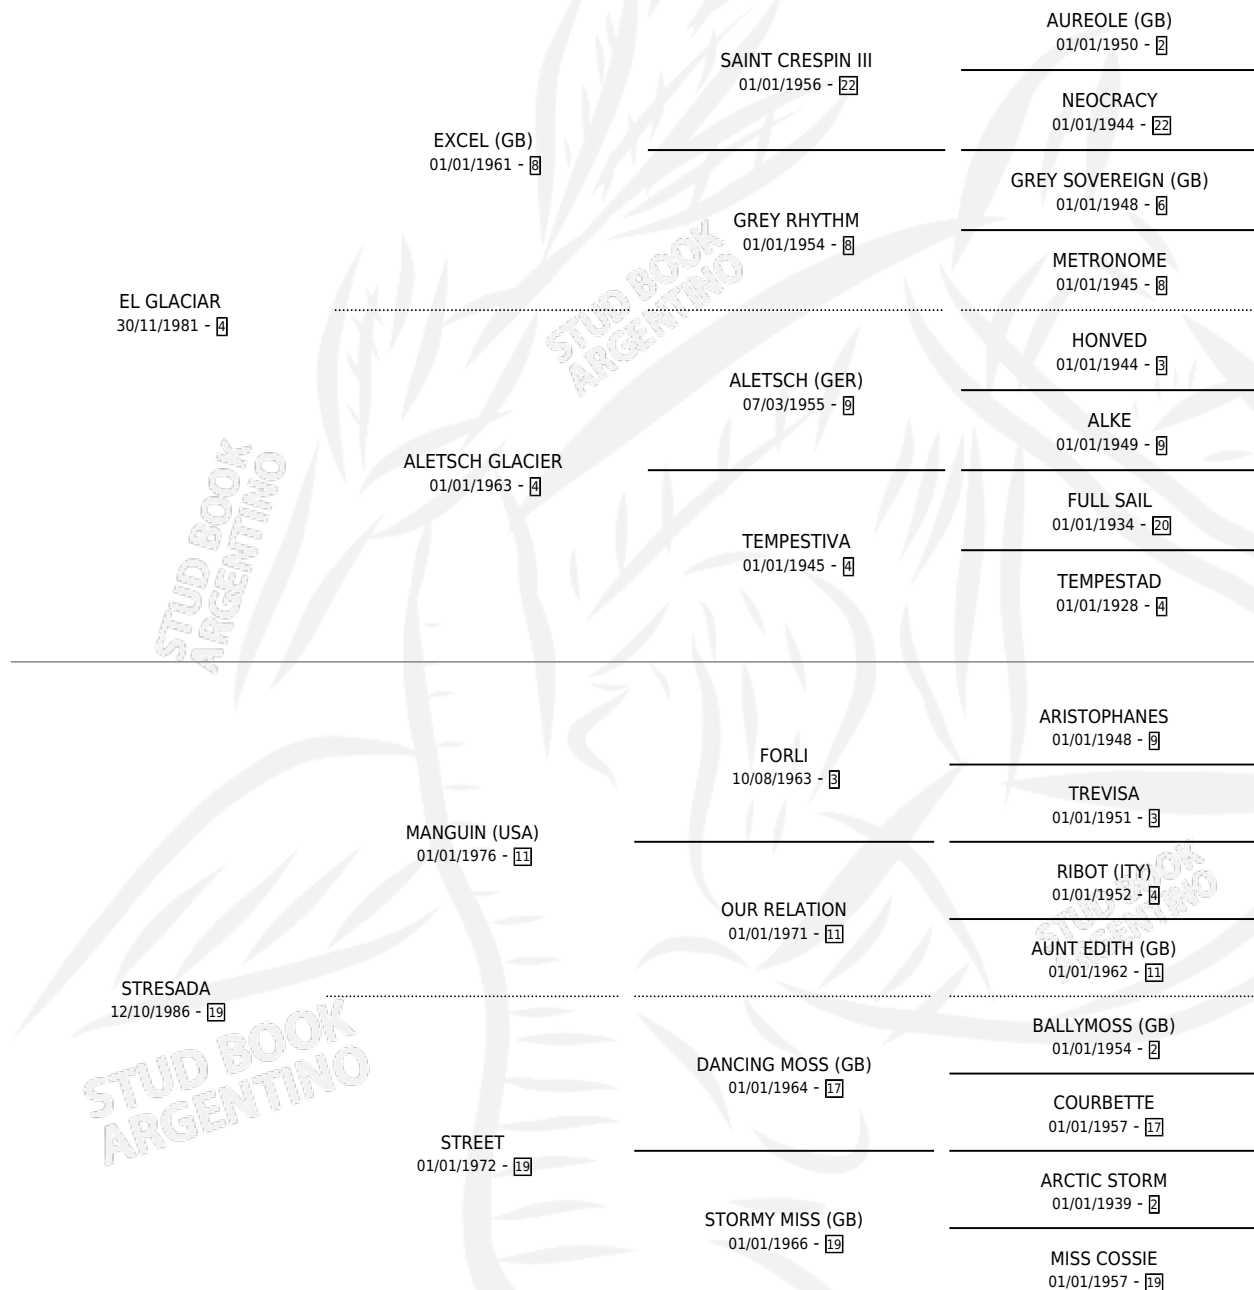 AUREOLE (GB)
01/01/1950 - 2
SAINT CRESPIN III
01/01/1956 - 22
NEOCRACY
01/01/1944 - 22
EXCEL (GB)
01/01/1961 - 8
GREY SOVEREIGN (GB)
01/01/1948 - 6
GREY RHYTHM
01/01/1954 - 8
METRONOME
01/01/1945 - 8
EL GLACIAR
30/11/1981 - 4
HONVED
01/01/1944 - 3
ALETSCH (GER)
07/03/1955 - 9
ALKE
01/01/1949 - 9
ALETSCH GLACIER
01/01/1963 - 4
FULL SAIL
01/01/1934 - 20
TEMPESTIVA
01/01/1945 - 4
TEMPESTAD
01/01/1928 - 4
ARISTOPHANES
01/01/1948 - 9
FORLI
10/08/1963 - 3
TREVISA
01/01/1951 - 3
MANGUIN (USA)
01/01/1976 - 11
RIBOT (ITY)
01/01/1952 - 4
OUR RELATION
01/01/1971 - 11
AUNT EDITH (GB)
01/01/1962 - 11
STRESADA
12/10/1986 - 19
BALLYMOSS (GB)
01/01/1954 - 2
DANCING MOSS (GB)
01/01/1964 - 17
COURBETTE
01/01/1957 - 17
STREET
01/01/1972 - 19
ARCTIC STORM
01/01/1939 - 2
STORMY MISS (GB)
01/01/1966 - 19
MISS COSSIE
01/01/1957 - 19
STUD BOOK
ARGENTINO
STUD BOOK
ARGENTINO
STUD BOOK
ARGENTINO
STUD BOOK
ARGENTINO